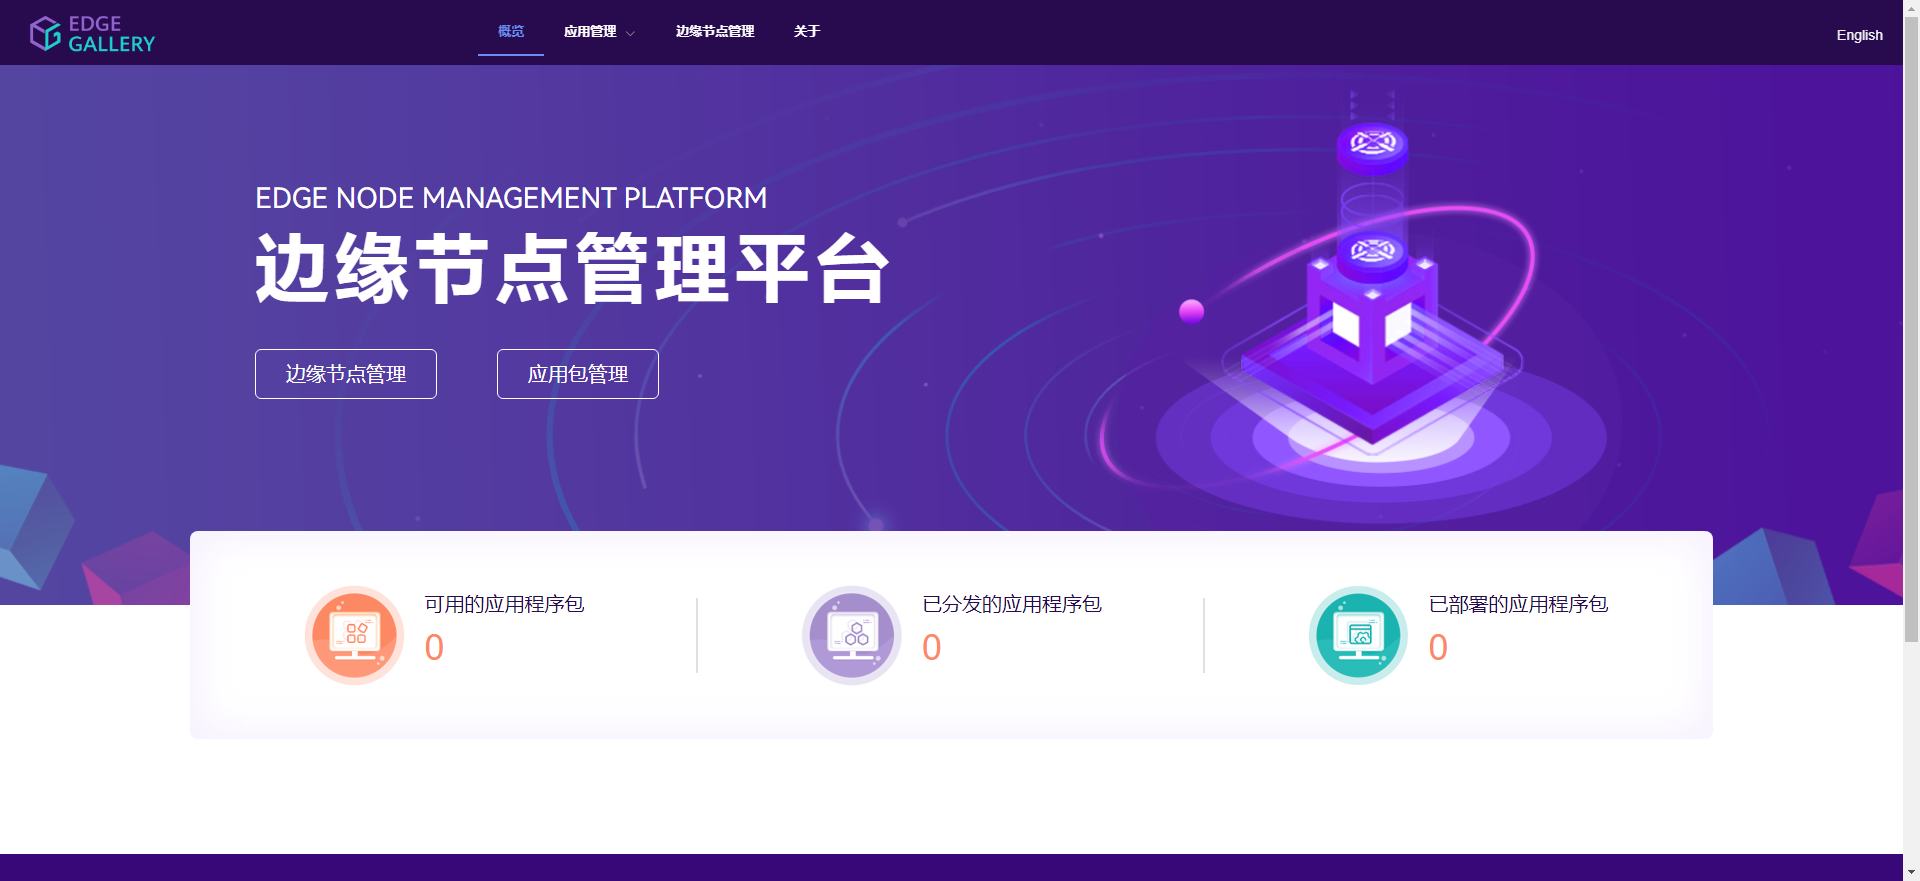 EDGE
GALLERY
概览
应用管理
边缘节点管理
关于
English
EDGE NODE MANAGEMENT PLATFORM
边缘节点管理平台
边缘节点管理
应用包管理
可用的应用程序包
0
已分发的应用程序包
0
已部署的应用程序包
0